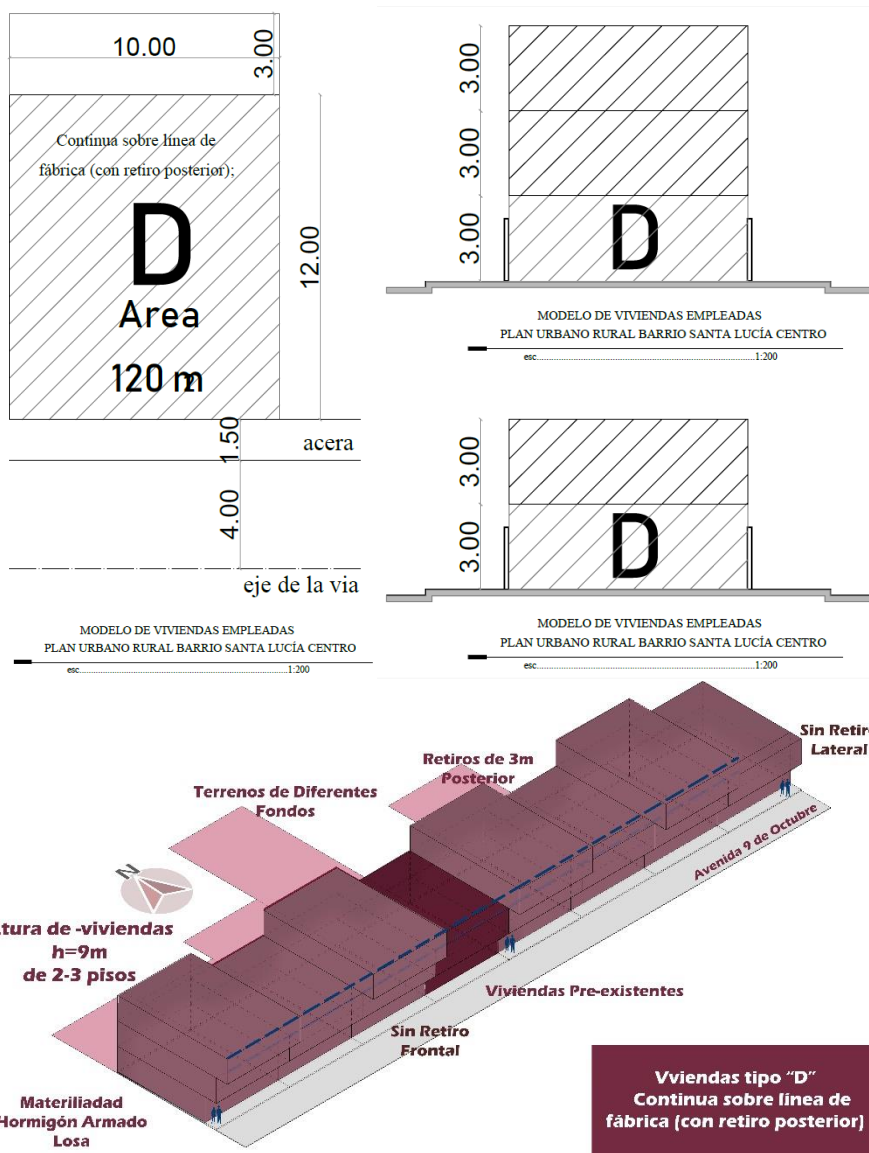 10.00
3.00
Continua sobre línea de
fábrica (con retiro posterior);
D
Area
120 m2
12.00
1.50
acera
4.00
eje de la via
MODELO DE VIVIENDAS EMPLEADAS
PLAN URBANO RURAL BARRIO SANTA LUCÍA CENTRO
esc.....1:200
3.00
3.00
3.00
D
MODELO DE VIVIENDAS EMPLEADAS
PLAN URBANO RURAL BARRIO SANTA LUCÍA CENTRO
esc.....1:200
3.00
3.00
D
MODELO DE VIVIENDAS EMPLEADAS
PLAN URBANO RURAL BARRIO SANTA LUCÍA CENTRO
esc.....1:200
Sin Retiro
Lateral
Retiros de 3m
Posterior
Terrenos de Diferentes
Fondos
N
Avenida 9 de Octubre
tura de -viviendas
h=9m
de 2-3 pisos
Viviendas Pre-existentes
Sin Retiro
Frontal
Materiliadad
Hormigón Armado
Losa
Vviendas tipo "D"
Continua sobre línea de
fábrica (con retiro posterior)